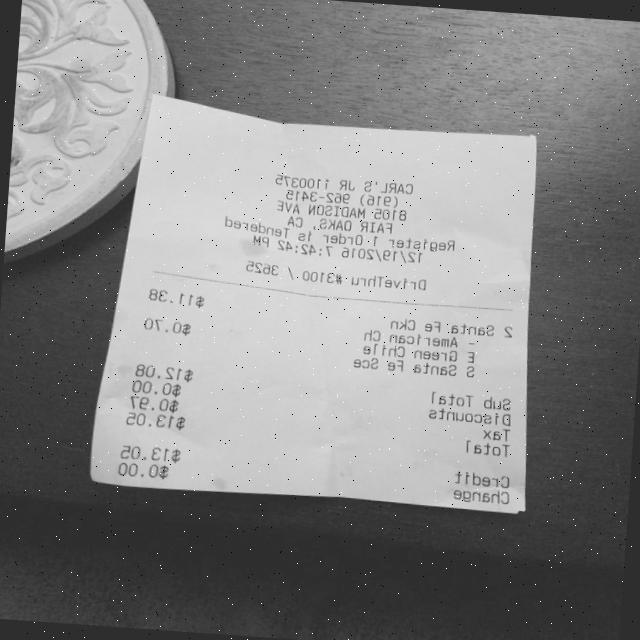 CARL'S JR 1100375
(916) 962-3415
8105 MADISON AVE
FAIR OAKS, CA
Register 1 Order Is Tendered
12/19/2016 7:42:42 PM
DriveThru #3100 / 3625
2 Santa Fe Ckn $11.38
- American Ch
E Green Chile $0.70
S Santa Fe Sce
Sub Total $12.08
Discounts $0.00
Tax $0.97
Total $13.05
Credit $13.05
Change $0.00